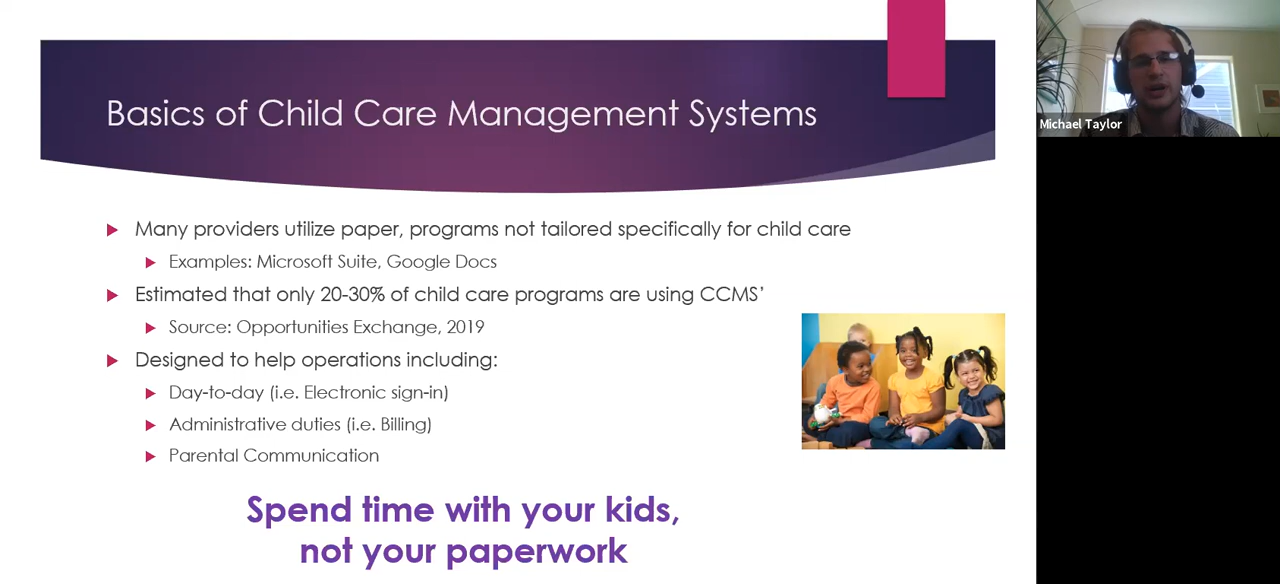 Basics of Child Care Management Systems
Many providers utilize paper, programs not tailored specifically for child care
Examples: Microsoft Suite, Google Docs
Estimated that only 20-30% of child care programs are using CCMS’
Source: Opportunities Exchange, 2019
Designed to help operations including:
Day-to-day (i.e. Electronic sign-in)
Administrative duties (i.e. Billing)
Parental Communication
Spend time with your kids,
not your paperwork
Michael Taylor